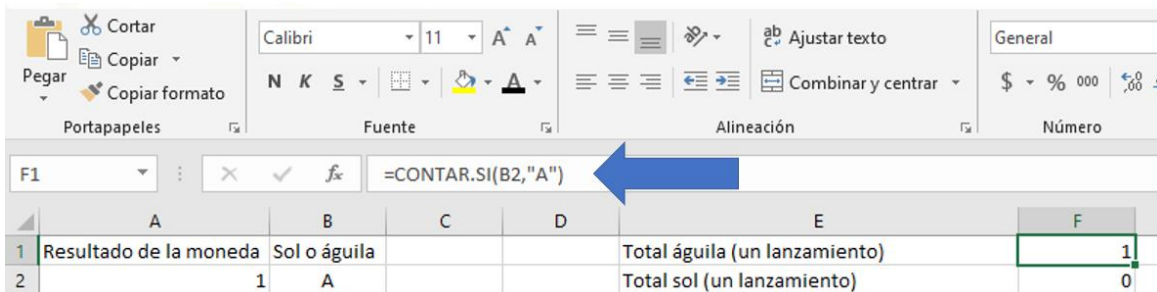 Cortar
Copiar
Copiar formato
Pegar
Portapapeles
Calibri 11 A A
N K S A
Fuente
ab Ajustar texto
Combinar y centrar
Alineación
General
$ % 000
Número
F1 fx =CONTAR.SI(B2,"A")
A B C D E F
1 Resultado de la moneda Sol o águila Total águila (un lanzamiento) 1
2 1 A Total sol (un lanzamiento) 0